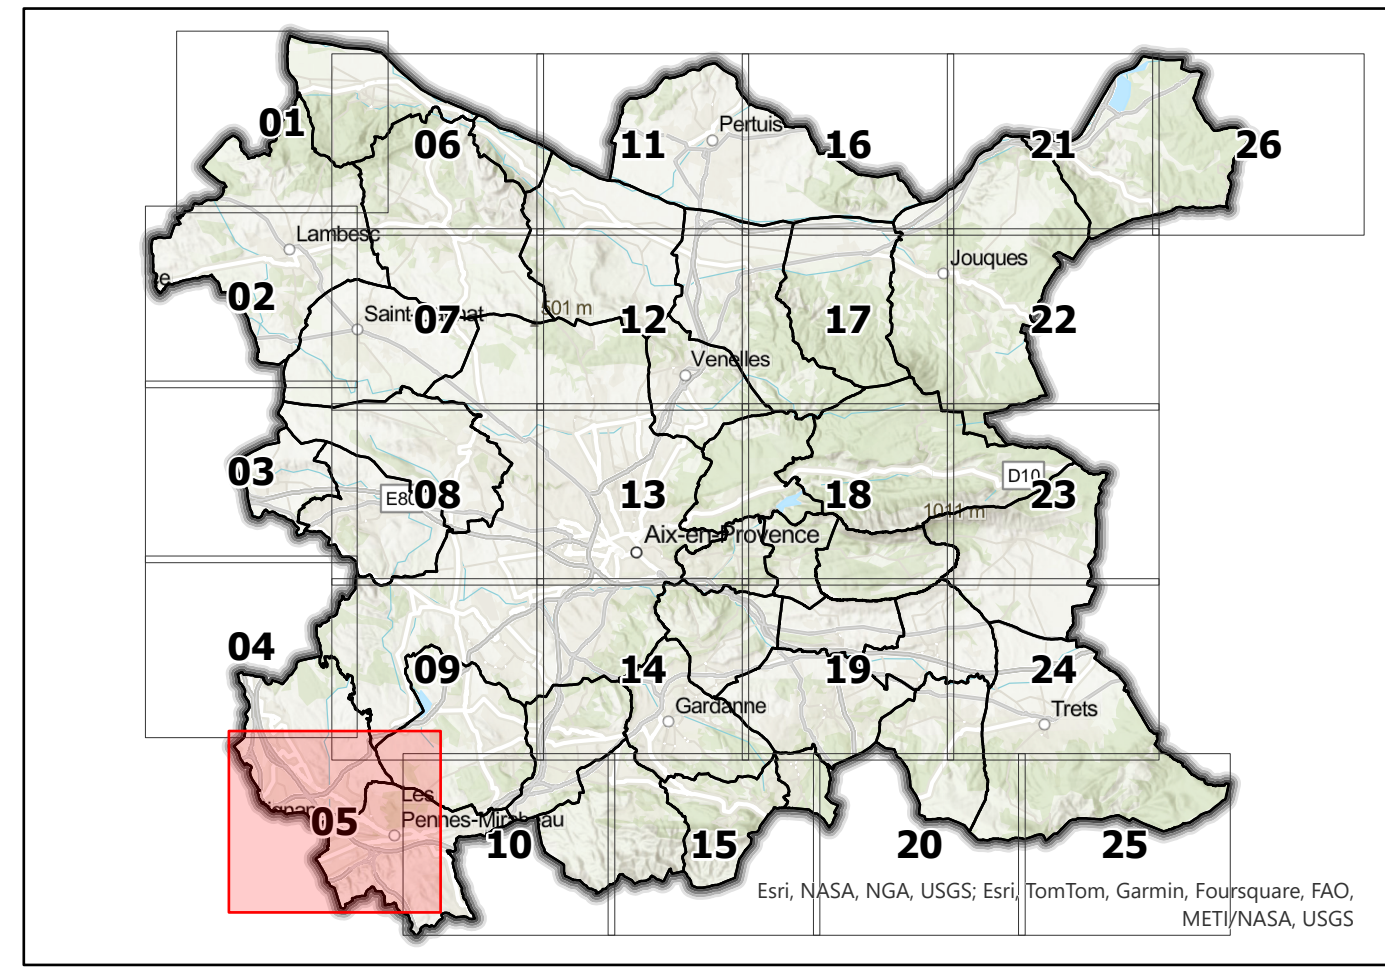 01
06
11
Pertuis
16
21
26
Lambesc
02
Saint
nat
07
501 m
12
17
Jouques
22
Venelles
03
08
13
18
D10
23
1011 m
Aix-en-Provence
04
09
14
19
24
Gardanne
Trets
05
Les
Pennes-Mirabeau
10
15
20
25
Esri, NASA, NGA, USGS; Esri, TomTom, Garmin, Foursquare, FAO,
METI/NASA, USGS